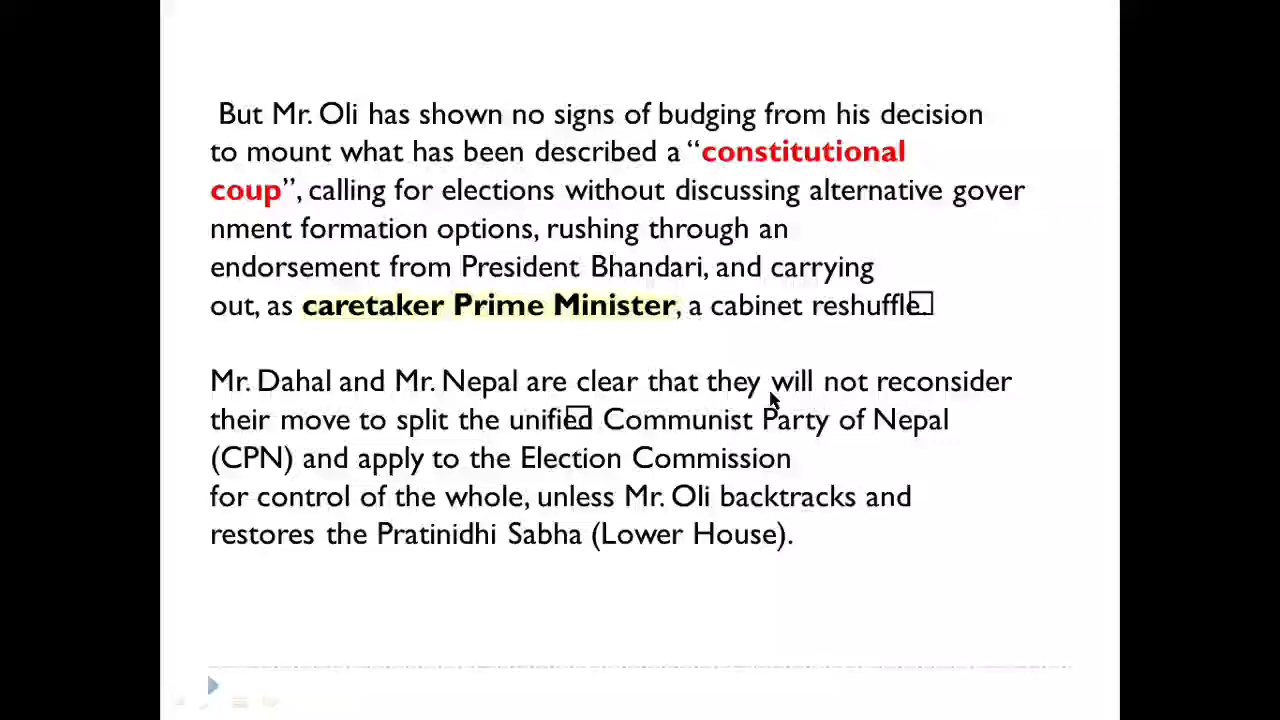 But Mr. Oli has shown no signs of budging from his decision
to mount what has been described a “constitutional
coup”, calling for elections without discussing alternative gover
nment formation options, rushing through an
endorsement from President Bhandari, and carrying
out, as caretaker Prime Minister, a cabinet reshuffle.
Mr. Dahal and Mr. Nepal are clear that they will not reconsider
their move to split the unified Communist Party of Nepal
(CPN) and apply to the Election Commission
for control of the whole, unless Mr. Oli backtracks and
restores the Pratinidhi Sabha (Lower House).